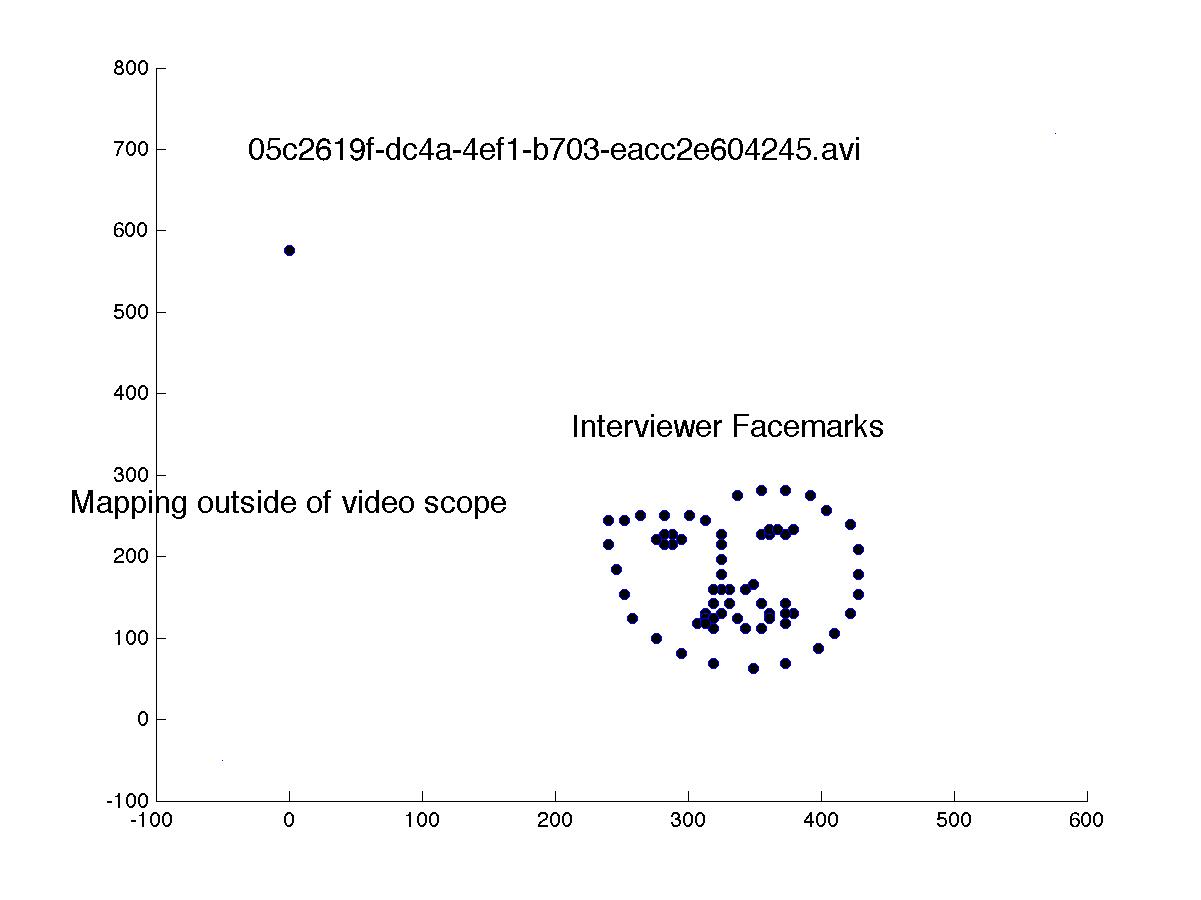 800
700
05c2619f-dc4a-4ef1-b703-eacc2e604245.avi
600
500
400
Interviewer Facemarks
300
Mapping outside of video scope
200
100
0
-100
-100 0 100 200 300 400 500 600